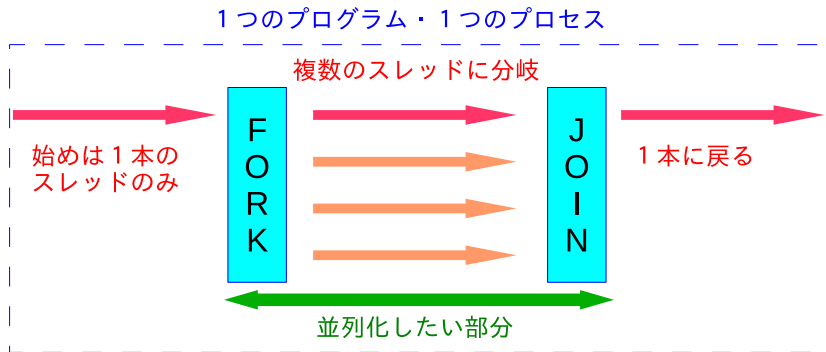 1つのプログラム・1つのプロセス
複数のスレッドに分岐
始めは1本の
スレッドのみ
FORK
JOIN
1本に戻る
並列化したい部分